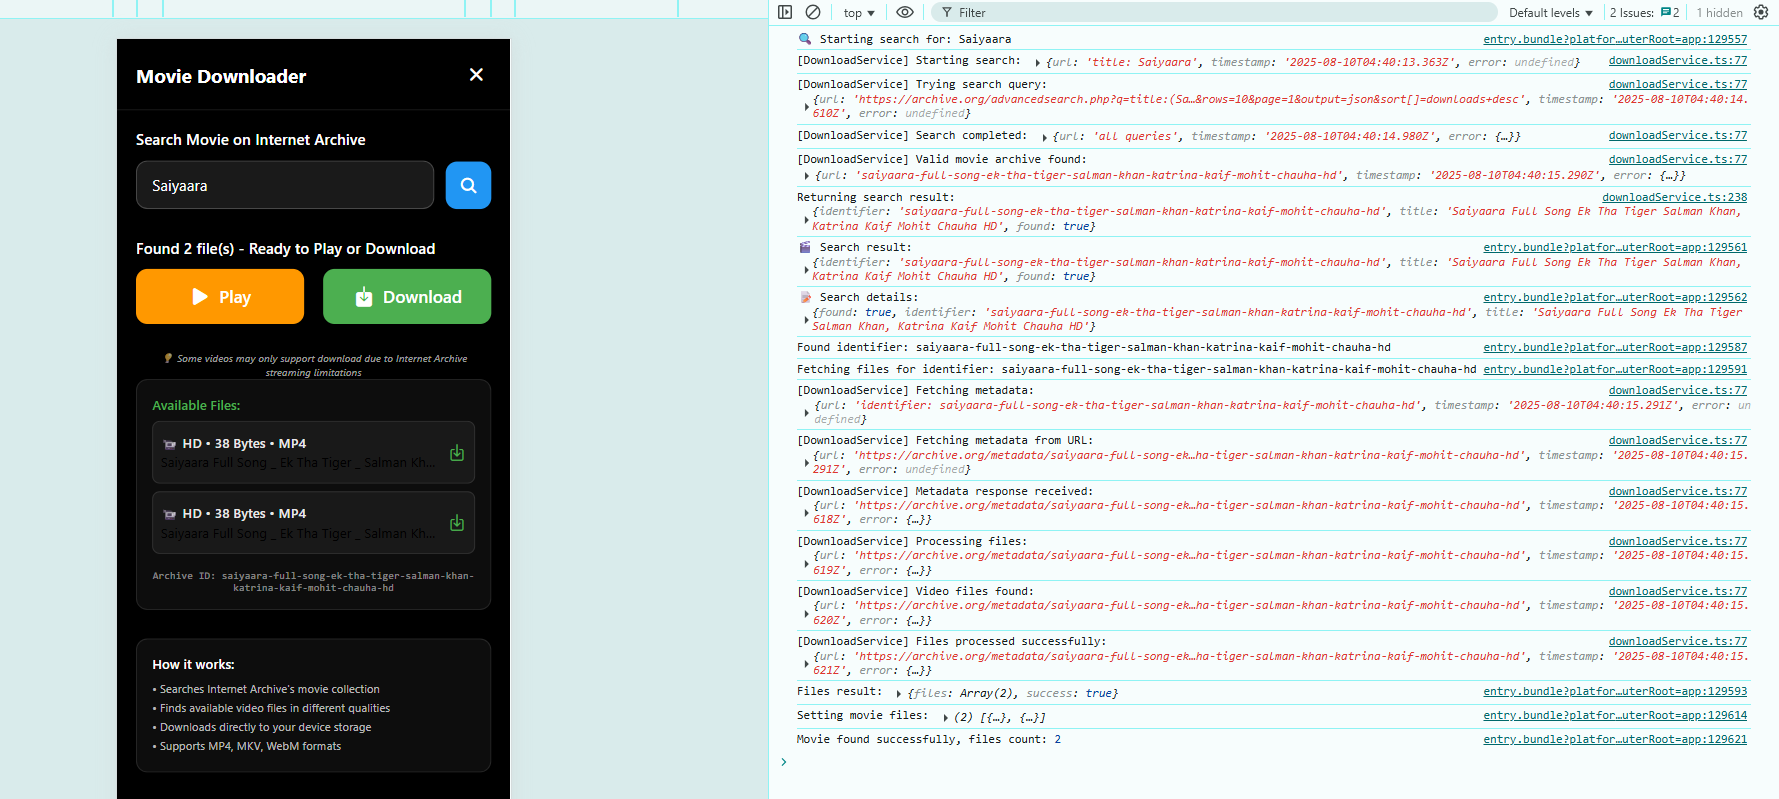 Movie Downloader
Search Movie on Internet Archive
Saiyaara
Found 2 file(s) - Ready to Play or Download
Play
Download
Some videos may only support download due to Internet Archive
streaming limitations
Available Files:
HD • 38 Bytes • MP4
Saiyaara Full Song _ Ek Tha Tiger _ Salman Kh...
HD • 38 Bytes • MP4
Saiyaara Full Song _ Ek Tha Tiger _ Salman Kh...
Archive ID: saiyaara-full-song-ek-tha-tiger-salman-khan-
katrina-kaif-mohit-chauha-hd
How it works:
• Searches Internet Archive's movie collection
• Finds available video files in different qualities
• Downloads directly to your device storage
• Supports MP4, MKV, WebM formats
top Filter Default levels 2 Issues: 2 1 hidden
Starting search for: Saiyaara entry.bundle?platfor…uterRoot=app:129557
[DownloadService] Starting search: {url: 'title: Saiyaara', timestamp: '2025-08-10T04:40:13.363Z', error: undefined} downloadService.ts:77
[DownloadService] Trying search query: downloadService.ts:77
{url: 'https://archive.org/advancedsearch.php?q=title:(Sa…&rows=10&page=1&output=json&sort[]=downloads+desc', timestamp: '2025-08-10T04:40:14.
610Z', error: undefined}
[DownloadService] Search completed: {url: 'all queries', timestamp: '2025-08-10T04:40:14.980Z', error: {…}} downloadService.ts:77
[DownloadService] Valid movie archive found: downloadService.ts:77
{url: 'saiyaara-full-song-ek-tha-tiger-salman-khan-katrina-kaif-mohit-chauha-hd', timestamp: '2025-08-10T04:40:15.290Z', error: {…}}
Returning search result: downloadService.ts:238
{identifier: 'saiyaara-full-song-ek-tha-tiger-salman-khan-katrina-kaif-mohit-chauha-hd', title: 'Saiyaara Full Song Ek Tha Tiger Salman Khan,
Katrina Kaif Mohit Chauha HD', found: true}
Search result: entry.bundle?platfor…uterRoot=app:129561
{identifier: 'saiyaara-full-song-ek-tha-tiger-salman-khan-katrina-kaif-mohit-chauha-hd', title: 'Saiyaara Full Song Ek Tha Tiger Salman Khan,
Katrina Kaif Mohit Chauha HD', found: true}
Search details: entry.bundle?platfor…uterRoot=app:129562
{found: true, identifier: 'saiyaara-full-song-ek-tha-tiger-salman-khan-katrina-kaif-mohit-chauha-hd', title: 'Saiyaara Full Song Ek Tha Tiger
Salman Khan, Katrina Kaif Mohit Chauha HD'}
Found identifier: saiyaara-full-song-ek-tha-tiger-salman-khan-katrina-kaif-mohit-chauha-hd entry.bundle?platfor…uterRoot=app:129587
Fetching files for identifier: saiyaara-full-song-ek-tha-tiger-salman-khan-katrina-kaif-mohit-chauha-hd entry.bundle?platfor…uterRoot=app:129591
[DownloadService] Fetching metadata: downloadService.ts:77
{url: 'identifier: saiyaara-full-song-ek-tha-tiger-salman-khan-katrina-kaif-mohit-chauha-hd', timestamp: '2025-08-10T04:40:15.291Z', error: un
defined}
[DownloadService] Fetching metadata from URL: downloadService.ts:77
{url: 'https://archive.org/metadata/saiyaara-full-song-ek…ha-tiger-salman-khan-katrina-kaif-mohit-chauha-hd', timestamp: '2025-08-10T04:40:15.
291Z', error: undefined}
[DownloadService] Metadata response received: downloadService.ts:77
{url: 'https://archive.org/metadata/saiyaara-full-song-ek…ha-tiger-salman-khan-katrina-kaif-mohit-chauha-hd', timestamp: '2025-08-10T04:40:15.
618Z', error: {…}}
[DownloadService] Processing files: downloadService.ts:77
{url: 'https://archive.org/metadata/saiyaara-full-song-ek…ha-tiger-salman-khan-katrina-kaif-mohit-chauha-hd', timestamp: '2025-08-10T04:40:15.
619Z', error: {…}}
[DownloadService] Video files found: downloadService.ts:77
{url: 'https://archive.org/metadata/saiyaara-full-song-ek…ha-tiger-salman-khan-katrina-kaif-mohit-chauha-hd', timestamp: '2025-08-10T04:40:15.
620Z', error: {…}}
[DownloadService] Files processed successfully: downloadService.ts:77
{url: 'https://archive.org/metadata/saiyaara-full-song-ek…ha-tiger-salman-khan-katrina-kaif-mohit-chauha-hd', timestamp: '2025-08-10T04:40:15.
621Z', error: {…}}
Files result: {files: Array(2), success: true} entry.bundle?platfor…uterRoot=app:129593
Setting movie files: (2) [{…}, {…}] entry.bundle?platfor…uterRoot=app:129614
Movie found successfully, files count: 2 entry.bundle?platfor…uterRoot=app:129621